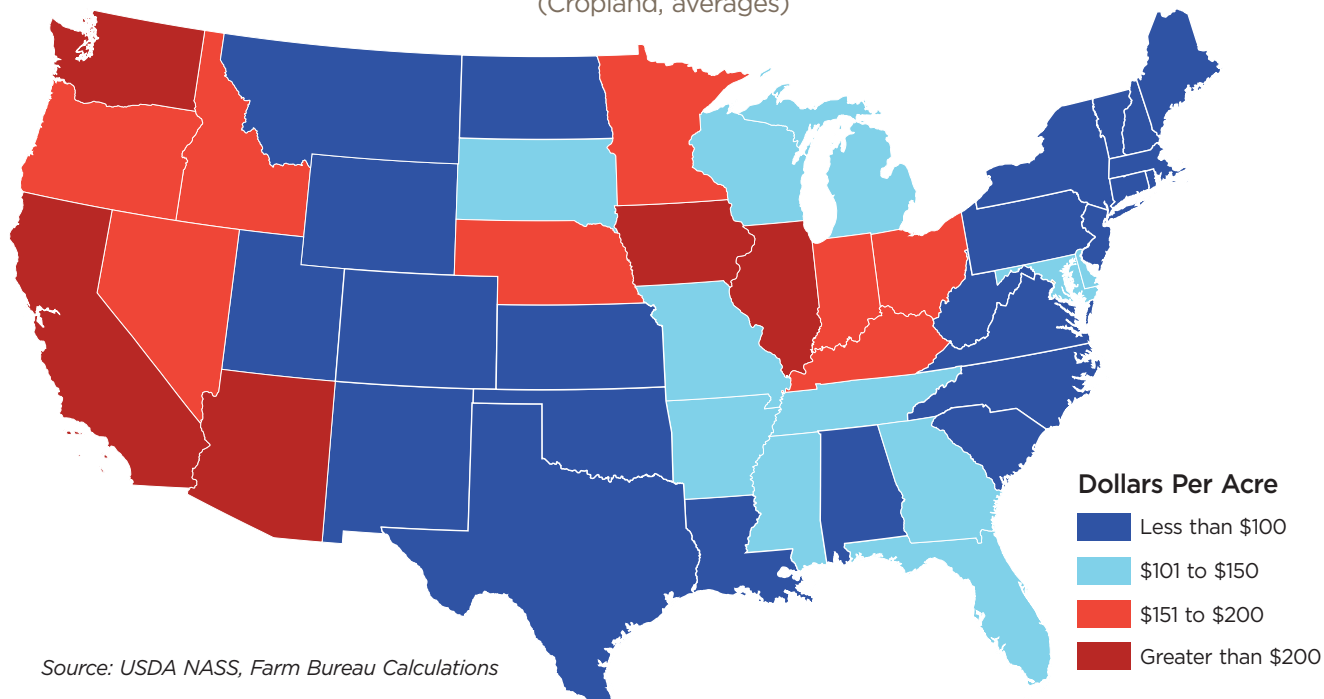 (Cropland, averages)
Dollars Per Acre
Less than $100
$101 to $150
$151 to $200
Greater than $200
Source: USDA NASS, Farm Bureau Calculations